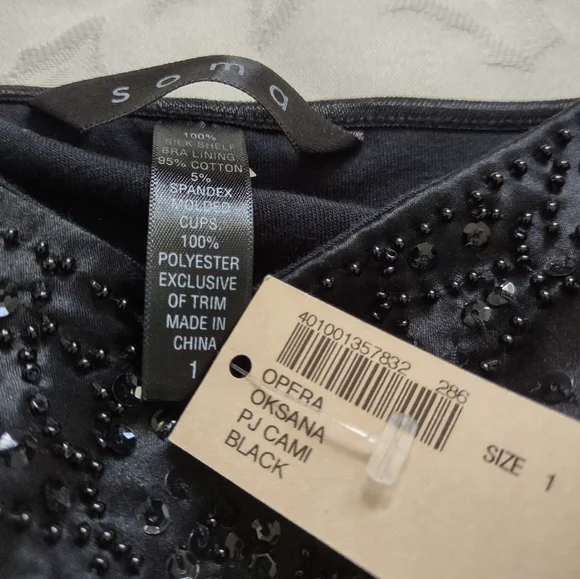 soma
100%
SILK SHELF
BRA LINING:
95% COTTON
5%
SPANDEX
MOLDED
CUPS:
100%
POLYESTER
EXCLUSIVE
OF TRIM
MADE IN
CHINA
1
401001357832 286
OPERA
OKSANA
PJ CAMI
BLACK
SIZE 1